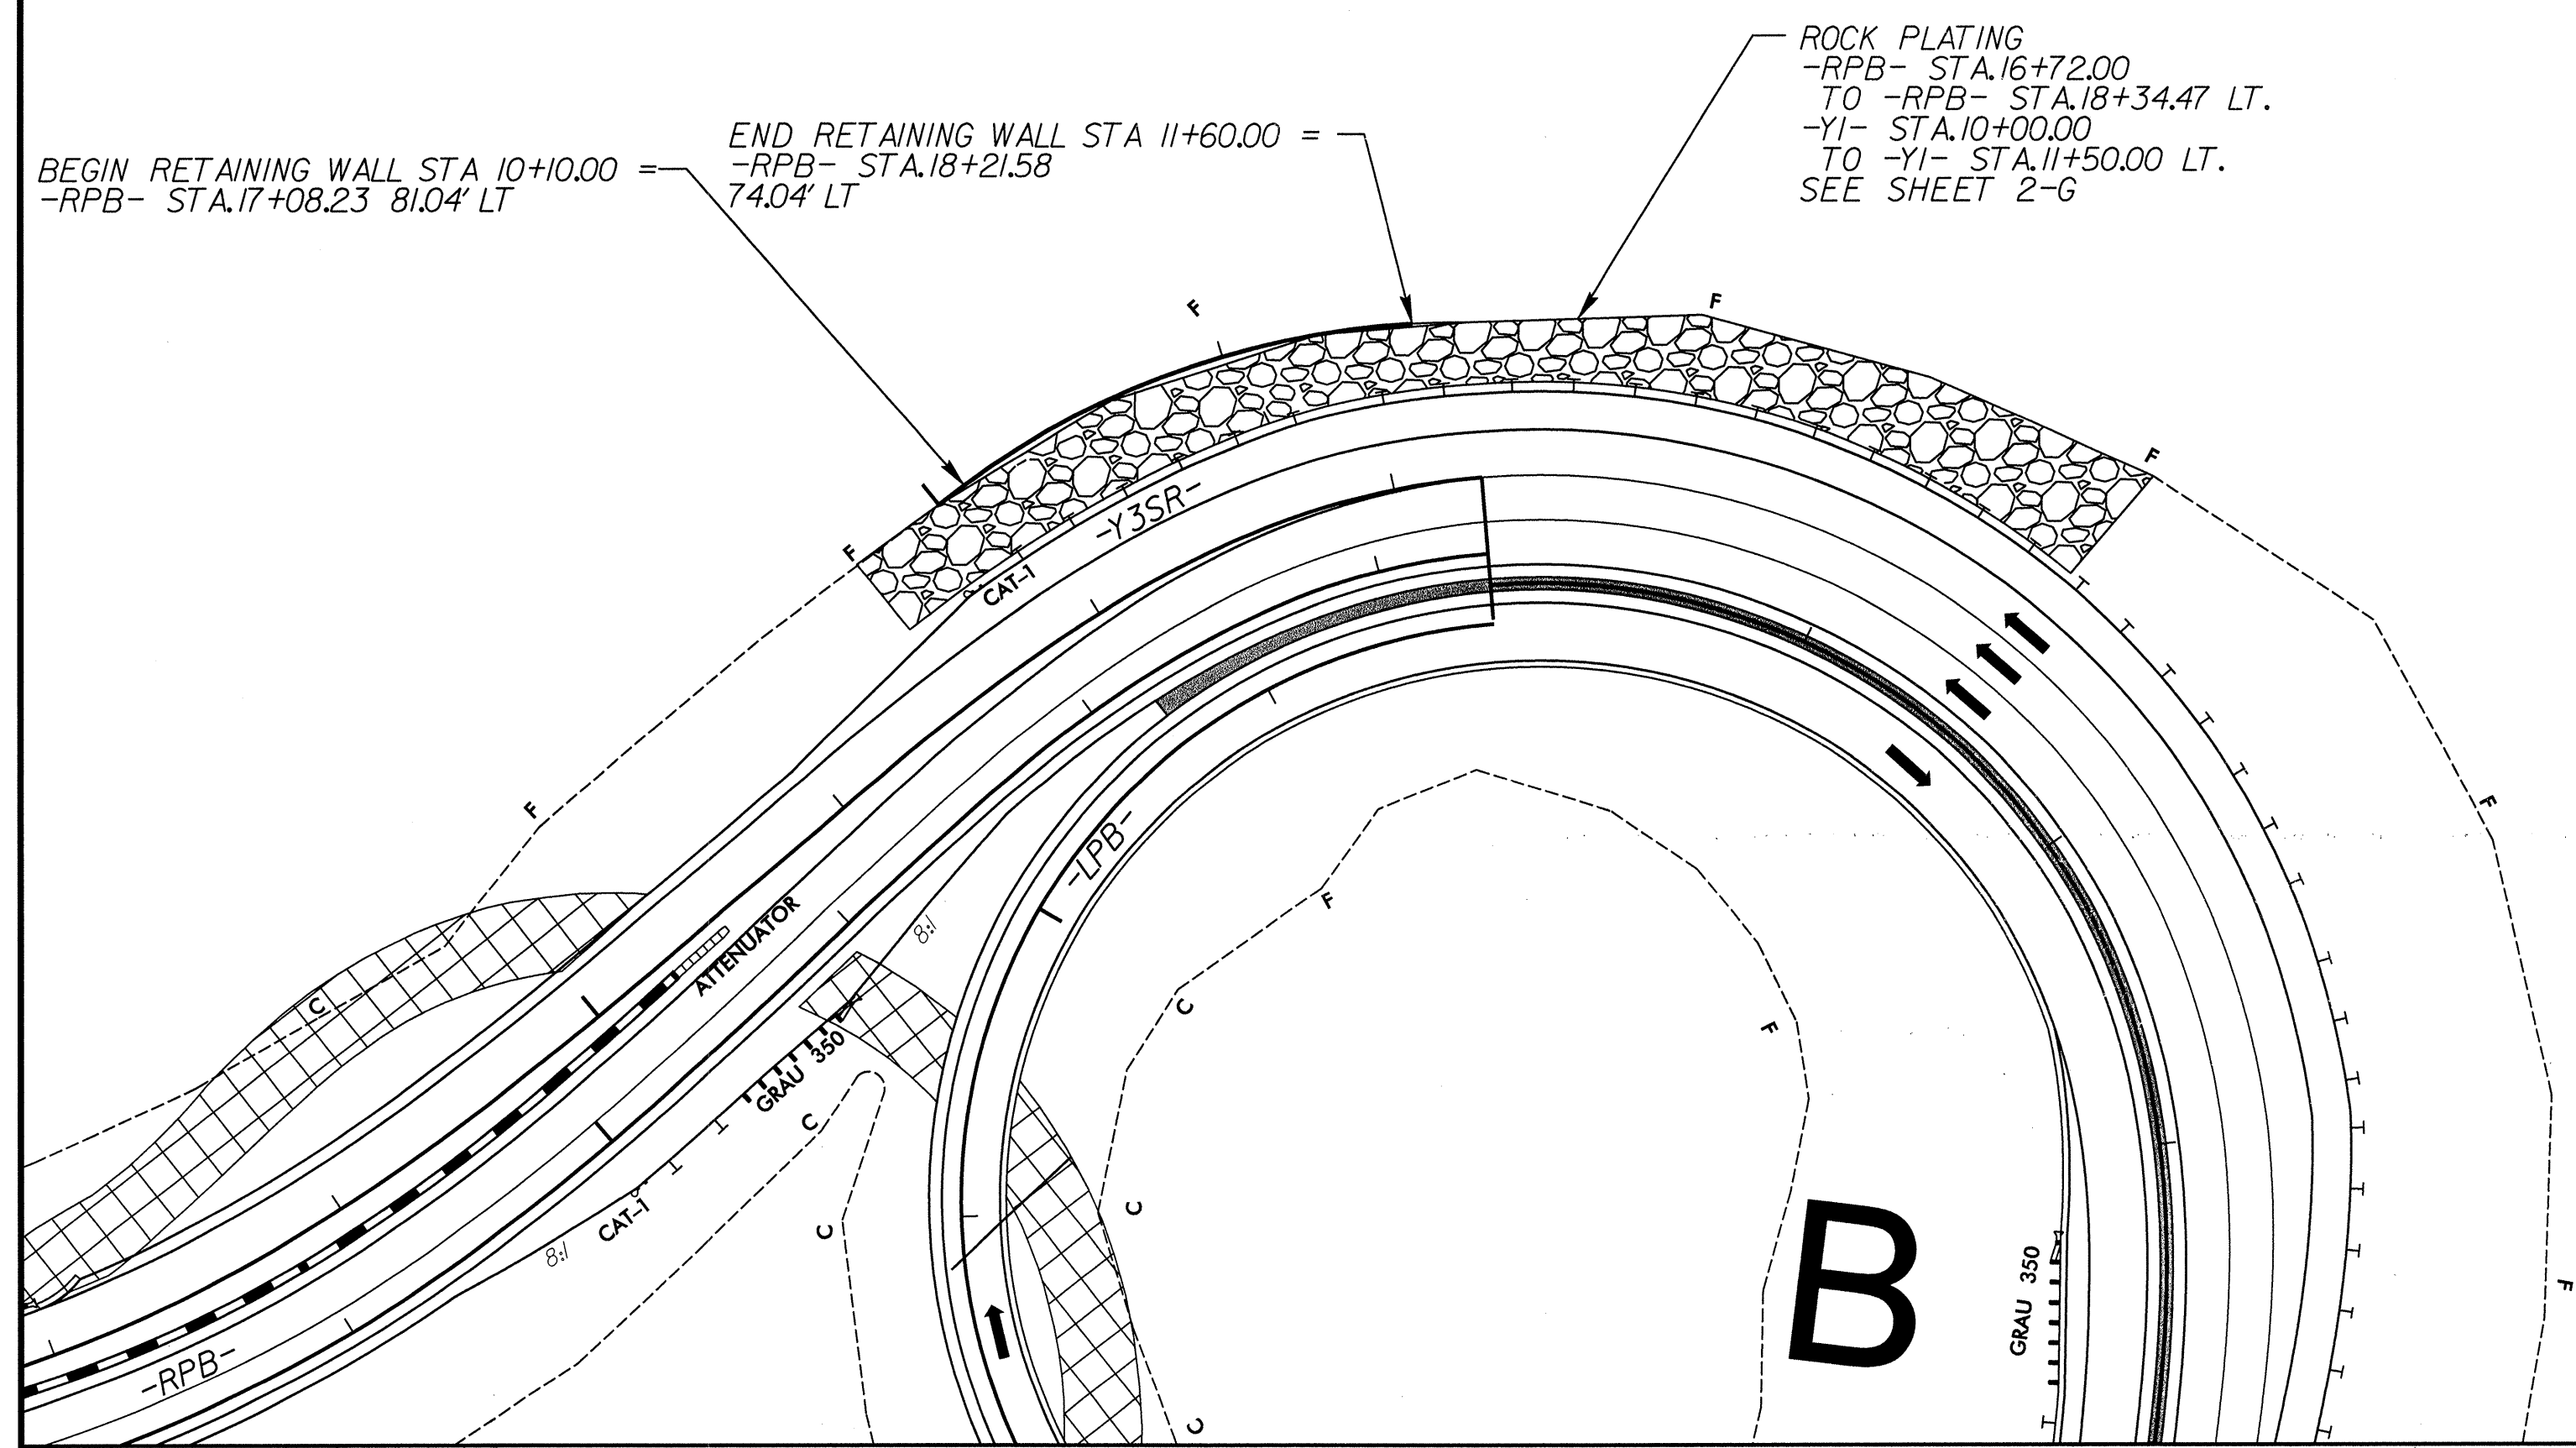 ROCK PLATING
-RPB- STA.16+72.00
TO -RPB- STA.18+34.47 LT.
-Y1- STA.10+00.00
TO -Y1- STA.11+50.00 LT.
SEE SHEET 2-G
END RETAINING WALL STA 11+60.00 =
-RPB- STA.18+21.58
74.04' LT
BEGIN RETAINING WALL STA 10+10.00 =
-RPB- STA.17+08.23 81.04' LT
F
F
F
F
-Y3SR-
CAT-1
F
F
-LPB-
F
ATTENUATOR
8:1
C
C
F
GRAU 350
C
C
C
CAT-1
8:1
B
GRAU 350
F
-RPB-
C